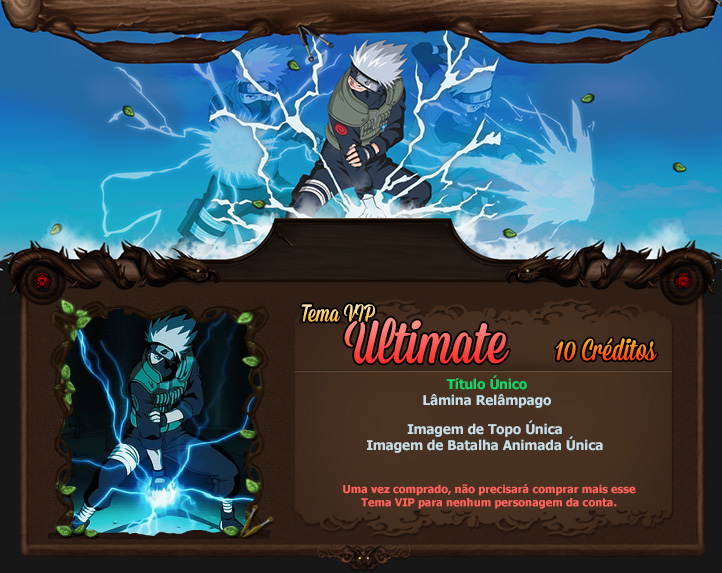 Tema VIP
Ultimate
10 Créditos
Título Único
Lâmina Relâmpago
Imagem de Topo Única
Imagem de Batalha Animada Única
Uma vez comprado, não precisará comprar mais esse
Tema VIP para nenhum personagem da conta.